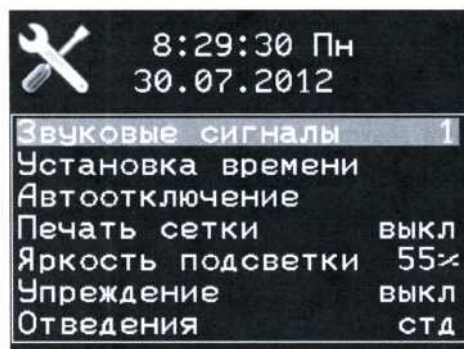 8:29:30 Пн
30.07.2012
Звуковые сигналы 1
Установка времени
Автоотключение
Печать сетки выкл
Яркость подсветки 55%
Упреждение выкл
Отведения стд